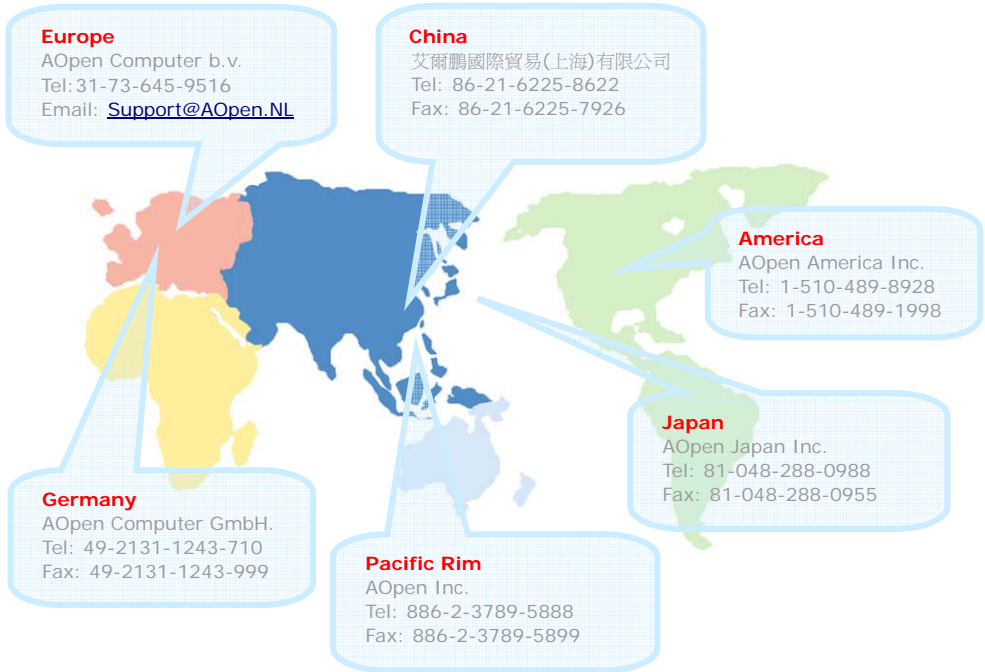 Europe
AOpen Computer b.v.
Tel:31-73-645-9516
Email: Support@AOpen.NL
China
艾爾鵬國際貿易(上海)有限公司
Tel: 86-21-6225-8622
Fax: 86-21-6225-7926
America
AOpen America Inc.
Tel: 1-510-489-8928
Fax: 1-510-489-1998
Japan
AOpen Japan Inc.
Tel: 81-048-288-0988
Fax: 81-048-288-0955
Germany
AOpen Computer GmbH.
Tel: 49-2131-1243-710
Fax: 49-2131-1243-999
Pacific Rim
AOpen Inc.
Tel: 886-2-3789-5888
Fax: 886-2-3789-5899